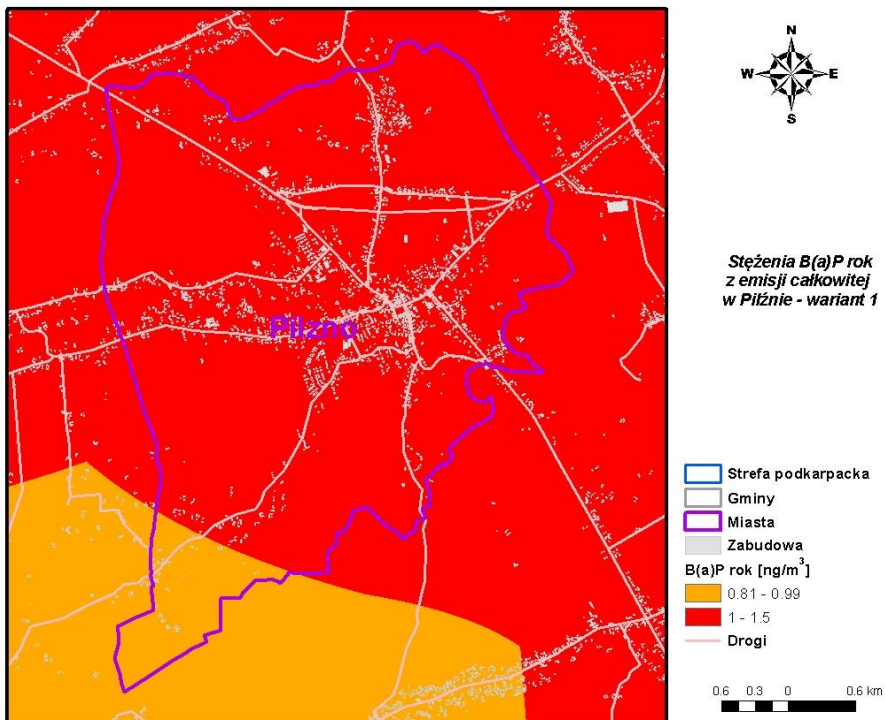 N
W
E
S
Stężenia B(a)P rok
z emisji całkowitej
w Pilźnie - wariant 1
Pilzno
Strefa podkarpacka
Gminy
Miasta
Zabudowa
B(a)P rok [ng/m³]
0.81 - 0.99
1 - 1.5
Drogi
0.6 0.3 0 0.6 km